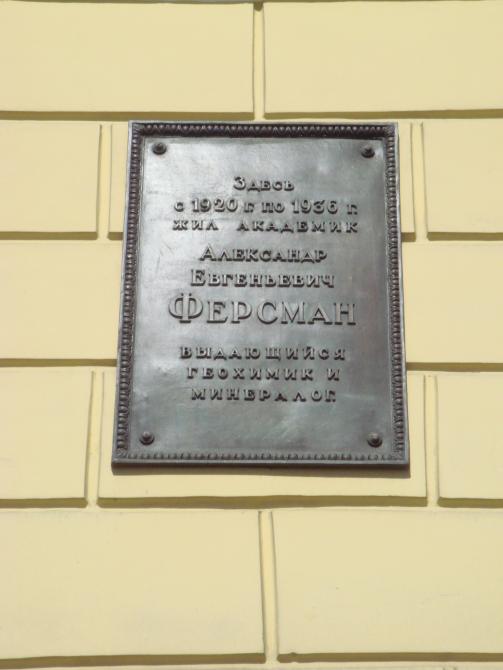 Здесь
с 1920 г. по 1936 г.
жил академик
Александр
Евгеньевич
Ферсман
выдающийся
геохимик и
минералог.